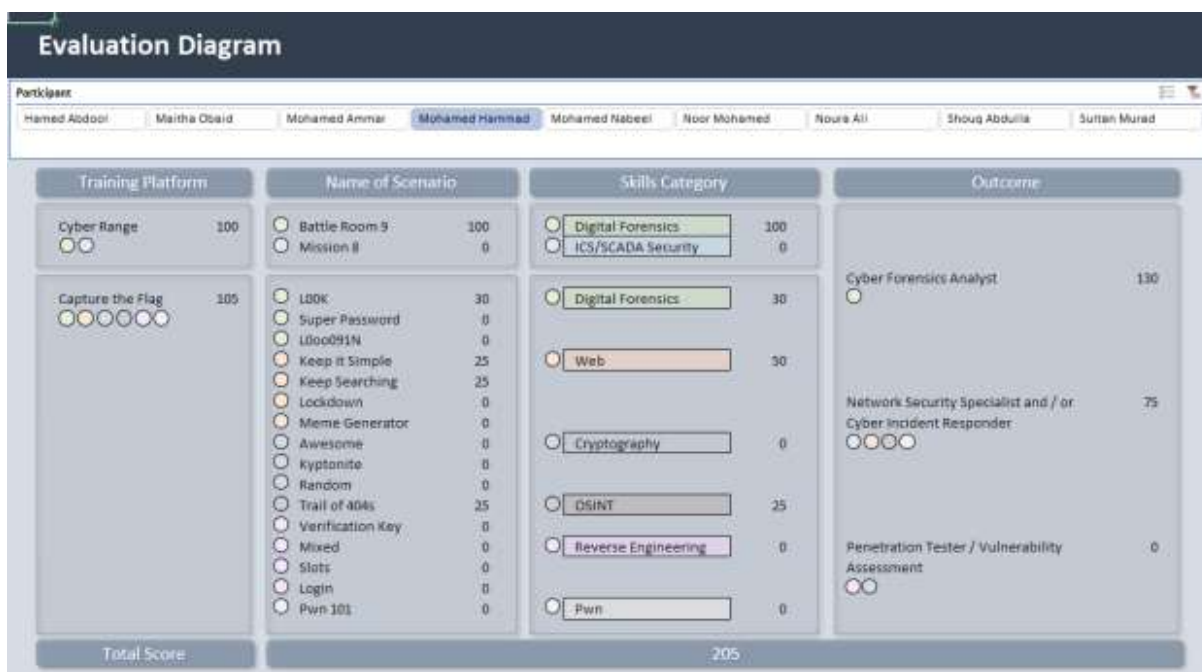 Evaluation Diagram
Participant
Hamed Abdool Maitha Obaid Mohamed Ammar Mohamed Hammad Mohamed Nabeel Noor Mohamed Noura Ali Shouq Abdulla Sultan Murad
Training Platform Name of Scenario Skills Category Outcome
Cyber Range 100
Battle Room 9 100
Mission 8 0
Digital Forensics 100
ICS/SCADA Security 0
Capture the Flag 105
L00K 30
Super Password 0
L0oo091N 0
Keep it Simple 25
Keep Searching 25
Lockdown 0
Meme Generator 0
Awesome 0
Kyptonite 0
Random 0
Trail of 404s 25
Verification Key 0
Mixed 0
Slots 0
Login 0
Pwn 101 0
Digital Forensics 30
Web 50
Cryptography 0
OSINT 25
Reverse Engineering 0
Pwn 0
Cyber Forensics Analyst 130
Network Security Specialist and / or 75
Cyber Incident Responder
Penetration Tester / Vulnerability 0
Assessment
Total Score 205